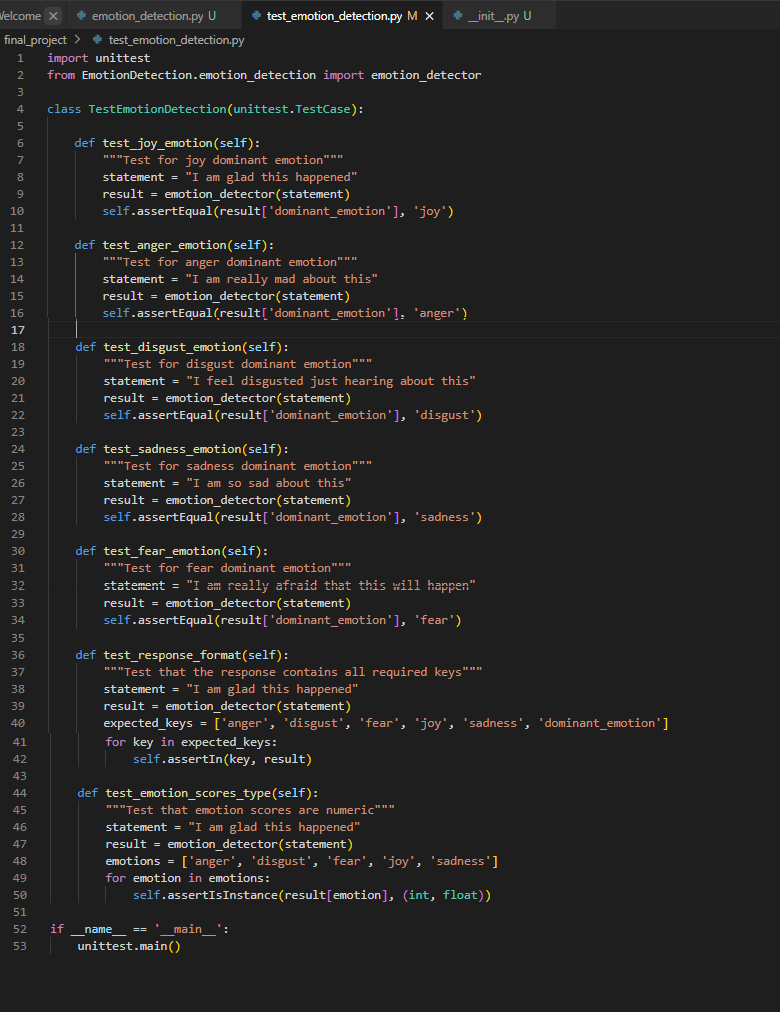 Welcome emotion_detection.py U test_emotion_detection.py M __init__.py U
final_project > test_emotion_detection.py
1 import unittest
2 from EmotionDetection.emotion_detection import emotion_detector
3
4 class TestEmotionDetection(unittest.TestCase):
5
6     def test_joy_emotion(self):
7         """Test for joy dominant emotion"""
8         statement = "I am glad this happened"
9         result = emotion_detector(statement)
10         self.assertEqual(result['dominant_emotion'], 'joy')
11
12     def test_anger_emotion(self):
13         """Test for anger dominant emotion"""
14         statement = "I am really mad about this"
15         result = emotion_detector(statement)
16         self.assertEqual(result['dominant_emotion'], 'anger')
17
18     def test_disgust_emotion(self):
19         """Test for disgust dominant emotion"""
20         statement = "I feel disgusted just hearing about this"
21         result = emotion_detector(statement)
22         self.assertEqual(result['dominant_emotion'], 'disgust')
23
24     def test_sadness_emotion(self):
25         """Test for sadness dominant emotion"""
26         statement = "I am so sad about this"
27         result = emotion_detector(statement)
28         self.assertEqual(result['dominant_emotion'], 'sadness')
29
30     def test_fear_emotion(self):
31         """Test for fear dominant emotion"""
32         statement = "I am really afraid that this will happen"
33         result = emotion_detector(statement)
34         self.assertEqual(result['dominant_emotion'], 'fear')
35
36     def test_response_format(self):
37         """Test that the response contains all required keys"""
38         statement = "I am glad this happened"
39         result = emotion_detector(statement)
40         expected_keys = ['anger', 'disgust', 'fear', 'joy', 'sadness', 'dominant_emotion']
41         for key in expected_keys:
42             self.assertIn(key, result)
43
44     def test_emotion_scores_type(self):
45         """Test that emotion scores are numeric"""
46         statement = "I am glad this happened"
47         result = emotion_detector(statement)
48         emotions = ['anger', 'disgust', 'fear', 'joy', 'sadness']
49         for emotion in emotions:
50             self.assertIsInstance(result[emotion], (int, float))
51
52 if __name__ == '__main__':
53     unittest.main()